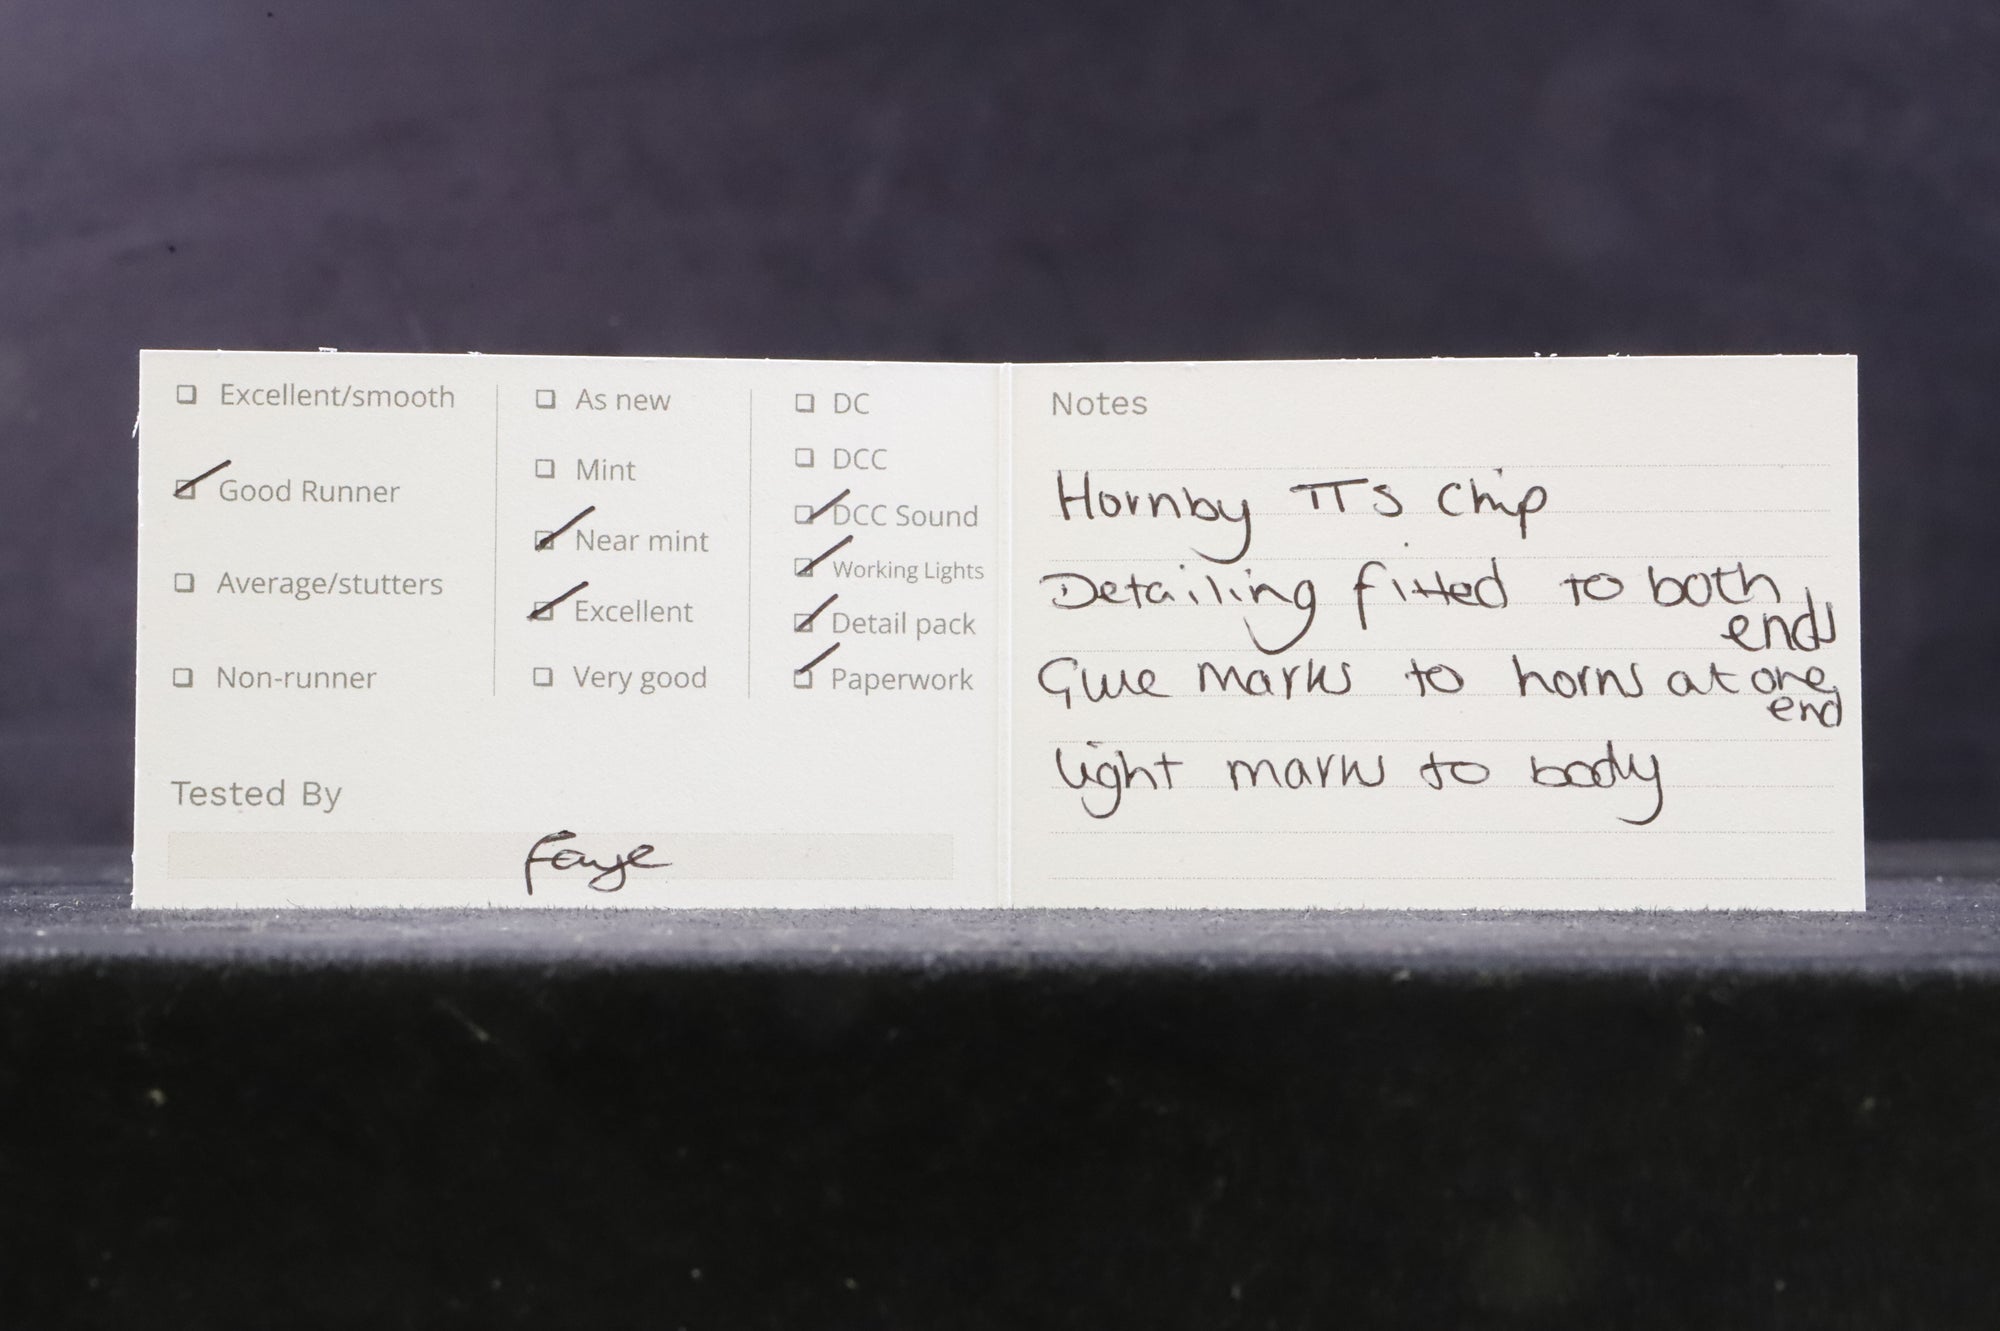 Excellent/smooth
Good Runner
Average/stutters
Non-runner
As new
Mint
Near mint
Excellent
Very good
DC
DCC
DCC Sound
Working Lights
Detail pack
Paperwork
Tested By
Faye
Notes
Hornby TTS Chip
Detailing fitted to both
ends
Glue marks to horns at one
end
light marks to body